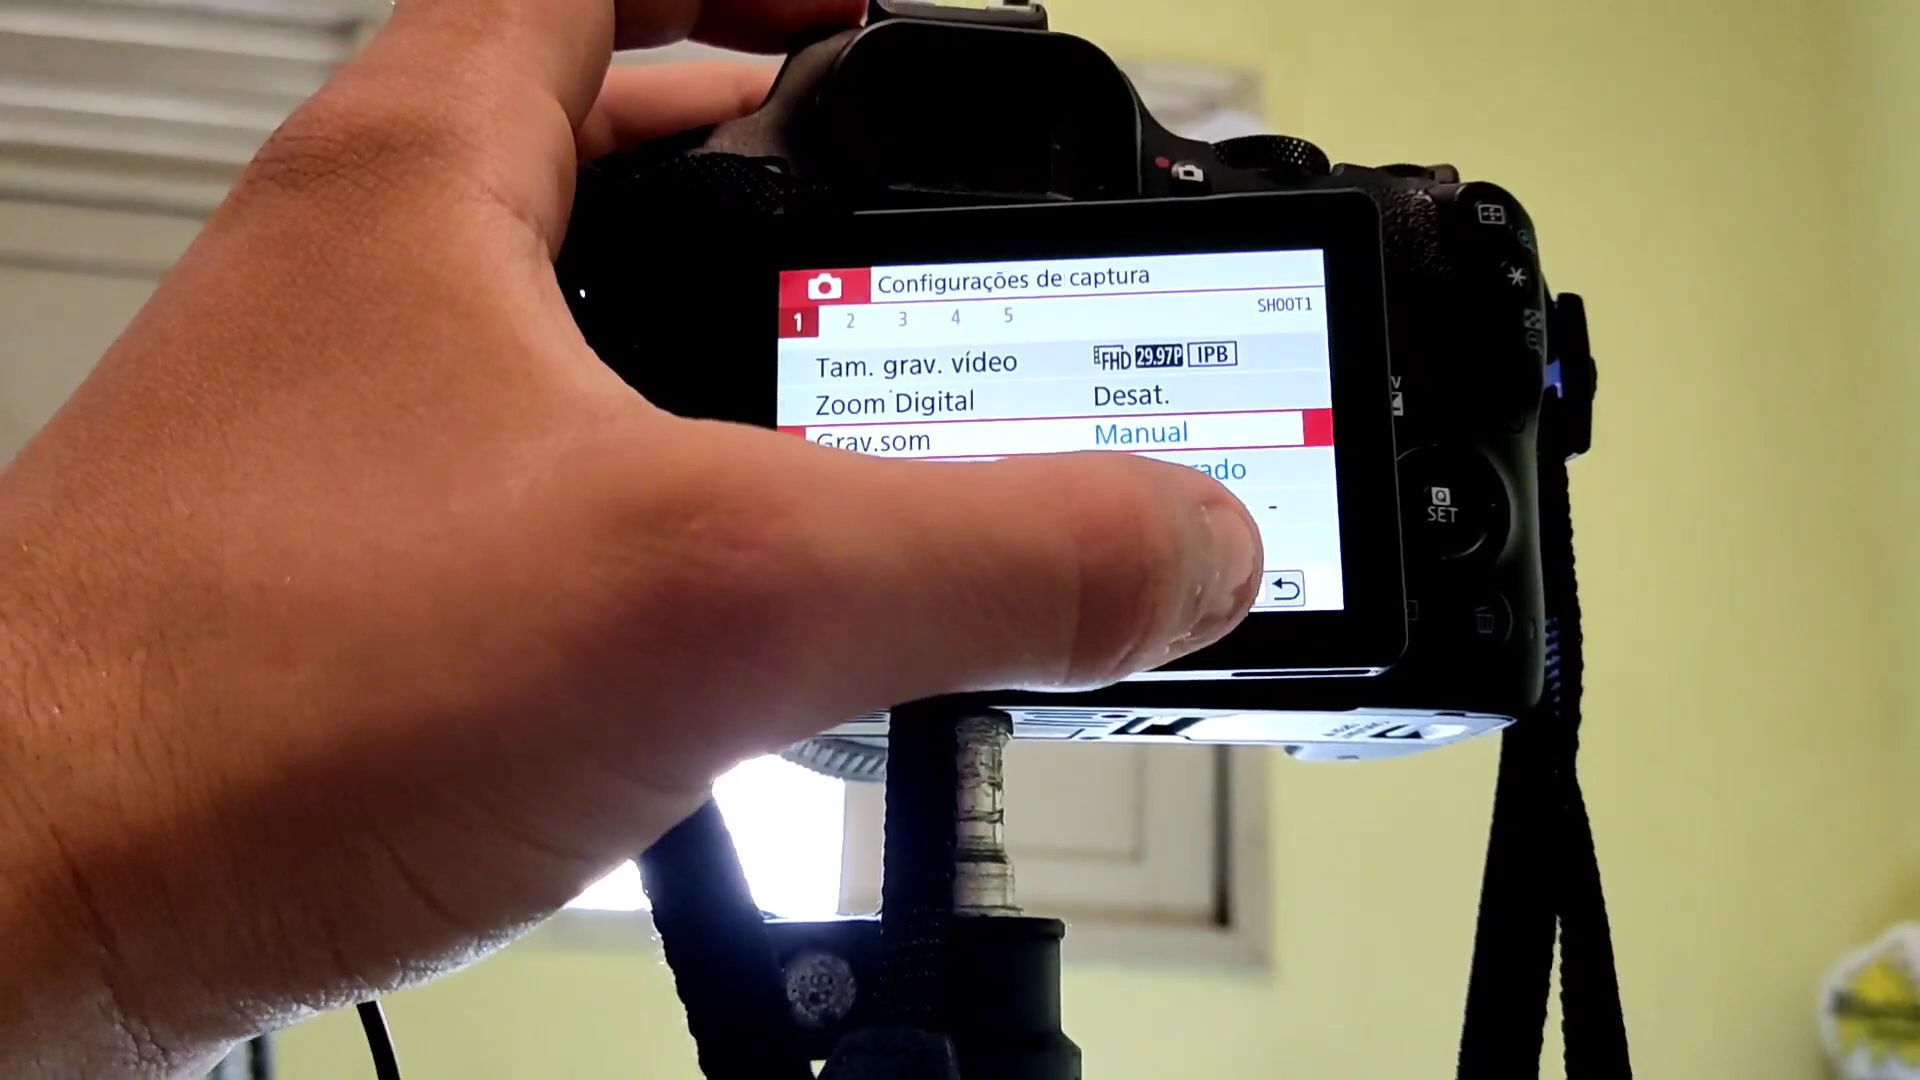 Configurações de captura
1 2 3 4 5 SHOOT1
Tam. grav. vídeo FHD 29.97P IPB
Zoom Digital Desat.
Grav.som Manual
-
Q
SET